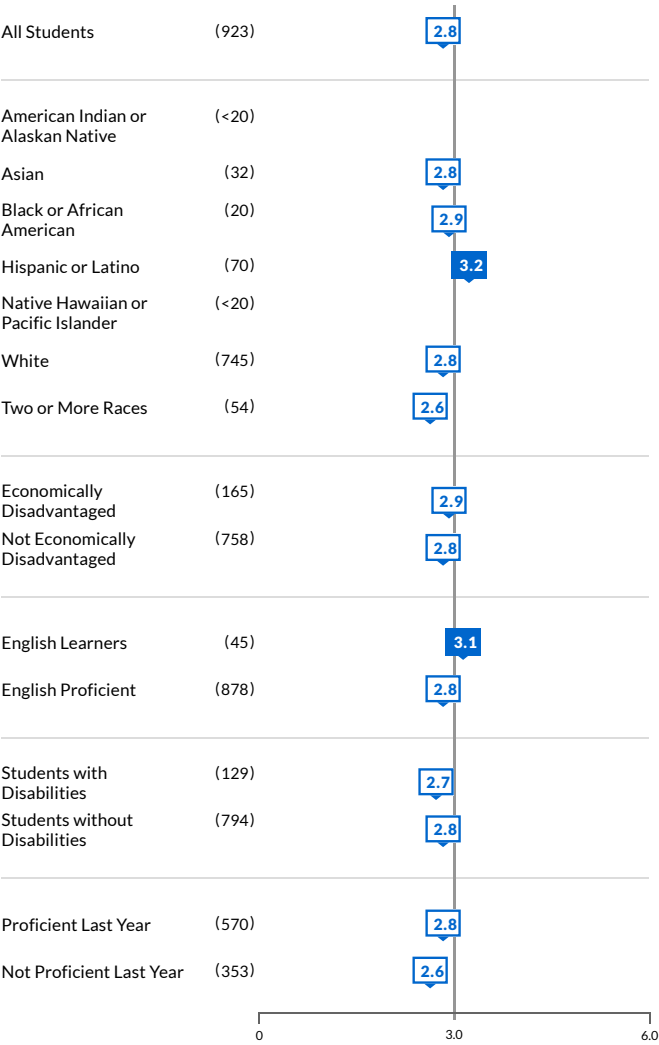 All Students (923) 2.8
American Indian or (<20)
Alaskan Native
Asian (32) 2.8
Black or African (20) 2.9
American
Hispanic or Latino (70) 3.2
Native Hawaiian or (<20)
Pacific Islander
White (745) 2.8
Two or More Races (54) 2.6
Economically (165) 2.9
Disadvantaged
Not Economically (758) 2.8
Disadvantaged
English Learners (45) 3.1
English Proficient (878) 2.8
Students with (129) 2.7
Disabilities
Students without (794) 2.8
Disabilities
Proficient Last Year (570) 2.8
Not Proficient Last Year (353) 2.6
0 3.0 6.0